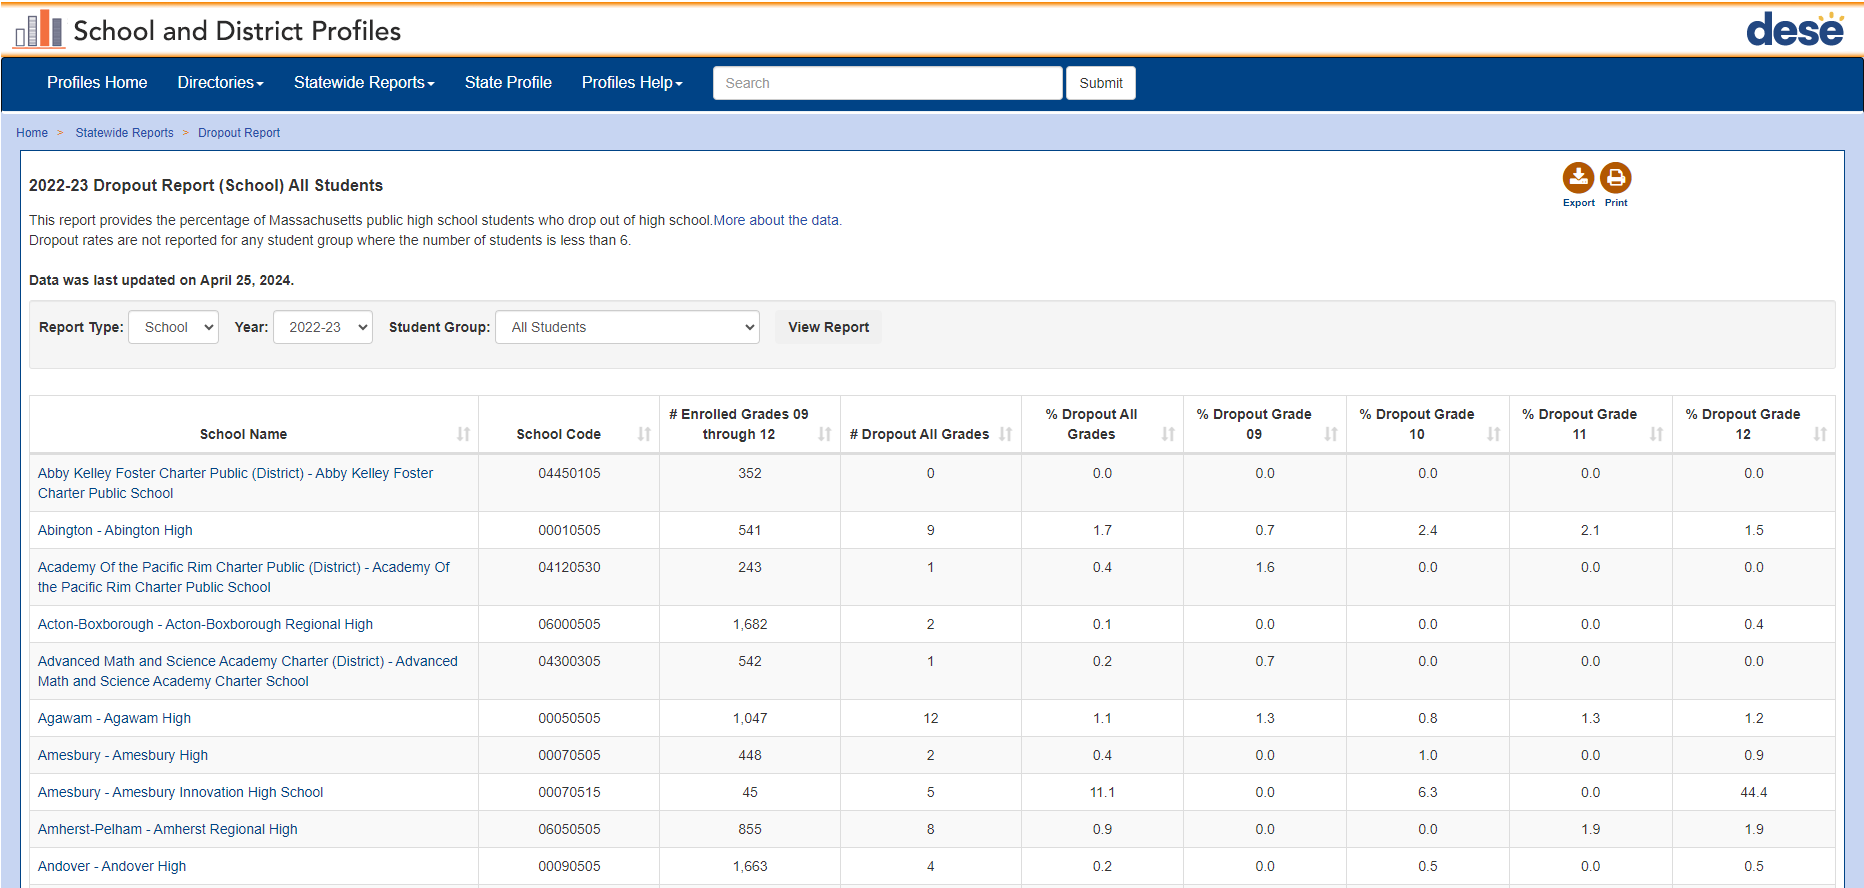 School and District Profiles
dese
Profiles Home Directories Statewide Reports State Profile Profiles Help Search Submit
Home > Statewide Reports > Dropout Report
2022-23 Dropout Report (School) All Students
Export Print
This report provides the percentage of Massachusetts public high school students who drop out of high school.More about the data.
Dropout rates are not reported for any student group where the number of students is less than 6.
Data was last updated on April 25, 2024.
Report Type: School Year: 2022-23 Student Group: All Students View Report
# Enrolled Grades 09 % Dropout All % Dropout Grade % Dropout Grade % Dropout Grade % Dropout Grade
School Name School Code through 12 # Dropout All Grades Grades 09 10 11 12
Abby Kelley Foster Charter Public (District) - Abby Kelley Foster 04450105 352 0 0.0 0.0 0.0 0.0 0.0
Charter Public School
Abington - Abington High 00010505 541 9 1.7 0.7 2.4 2.1 1.5
Academy Of the Pacific Rim Charter Public (District) - Academy Of 04120530 243 1 0.4 1.6 0.0 0.0 0.0
the Pacific Rim Charter Public School
Acton-Boxborough - Acton-Boxborough Regional High 06000505 1,682 2 0.1 0.0 0.0 0.0 0.4
Advanced Math and Science Academy Charter (District) - Advanced 04300305 542 1 0.2 0.7 0.0 0.0 0.0
Math and Science Academy Charter School
Agawam - Agawam High 00050505 1,047 12 1.1 1.3 0.8 1.3 1.2
Amesbury - Amesbury High 00070505 448 2 0.4 0.0 1.0 0.0 0.9
Amesbury - Amesbury Innovation High School 00070515 45 5 11.1 0.0 6.3 0.0 44.4
Amherst-Pelham - Amherst Regional High 06050505 855 8 0.9 0.0 0.0 1.9 1.9
Andover - Andover High 00090505 1,663 4 0.2 0.0 0.5 0.0 0.5